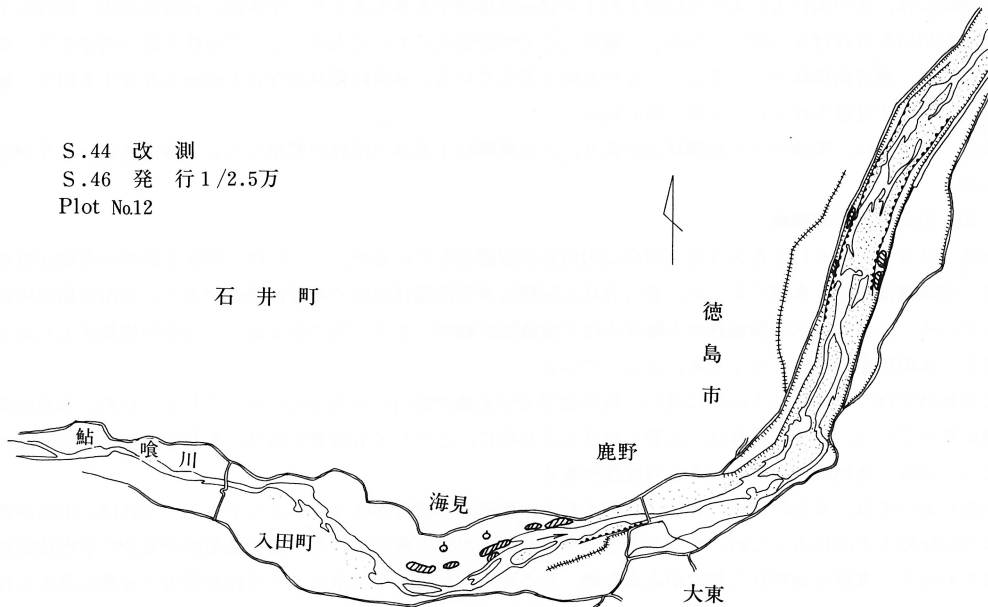 S.44 改 測
S.46 発 行 1/2.5万
Plot No.12
石井町
徳島市
鮎喰川
入田町
海見
鹿野
大東